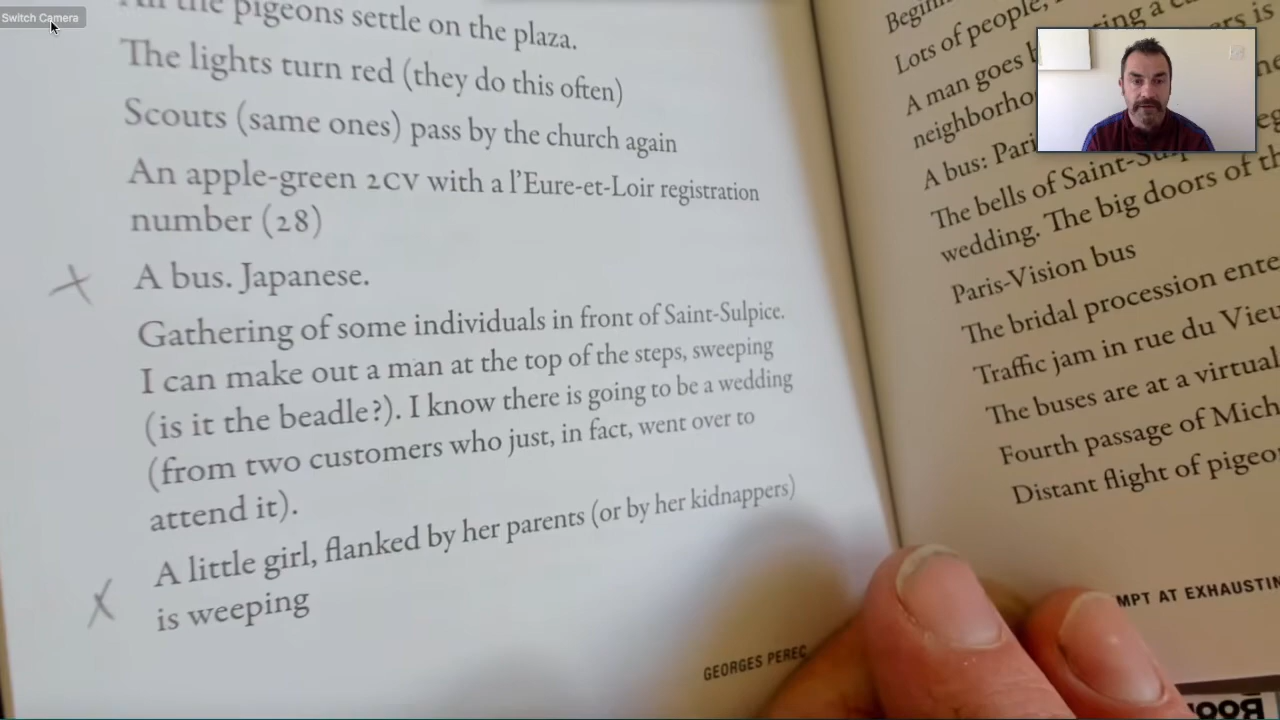 Switch Camera
the pigeons settle on the plaza.
The lights turn red (they do this often)
Scouts (same ones) pass by the church again
An apple-green 2CV with a l'Eure-et-Loir registration
number (28)
A bus. Japanese.
Gathering of some individuals in front of Saint-Sulpice.
I can make out a man at the top of the steps, sweeping
(is it the beadle?). I know there is going to be a wedding
(from two customers who just, in fact, went over to
attend it).
A little girl, flanked by her parents (or by her kidnappers)
is weeping
GEORGES PEREC
Lots of people,
A man goes
A bus:
The bells of
wedding. The big doors of
Paris-Vision bus
The bridal procession
Traffic jam in rue du
The buses are at a
Fourth passage of
Distant flight of